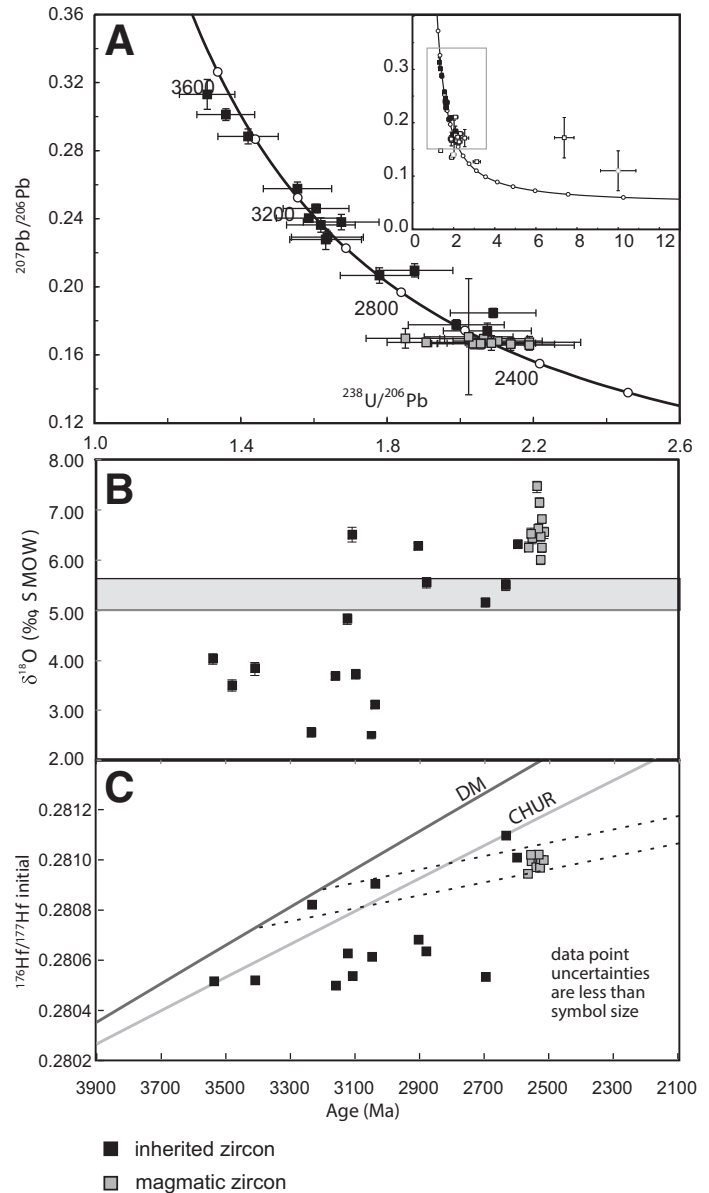 A
0.36
0.32
0.28
0.24
0.20
0.16
0.12
207Pb/206Pb
3600
3200
2800
2400
238U/206Pb
1.0
1.4
1.8
2.2
2.6
0.3
0.2
0.1
0.0
0
2
4
6
8
10
12
B
8.00
7.00
6.00
5.00
4.00
3.00
2.00
δ18O (‰, SMOW)
C
DM
CHUR
0.2812
0.2810
0.2808
0.2806
0.2804
0.2802
176Hf/177Hf initial
data point
uncertainties
are less than
symbol size
3900 3700 3500 3300 3100 2900 2700 2500 2300 2100
Age (Ma)
inherited zircon
magmatic zircon